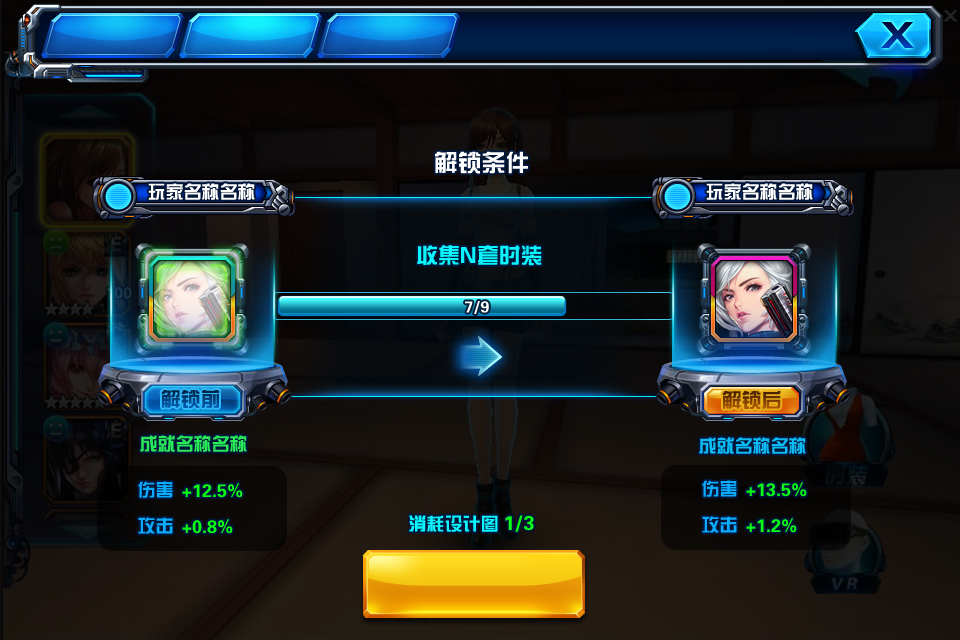 解锁条件
玩家名称名称
玩家名称名称
收集N套时装
7/9
解锁前
解锁后
成就名称名称
成就名称名称
伤害 +12.5%
攻击 +0.8%
伤害 +13.5%
攻击 +1.2%
时装
消耗设计图 1/3
VR